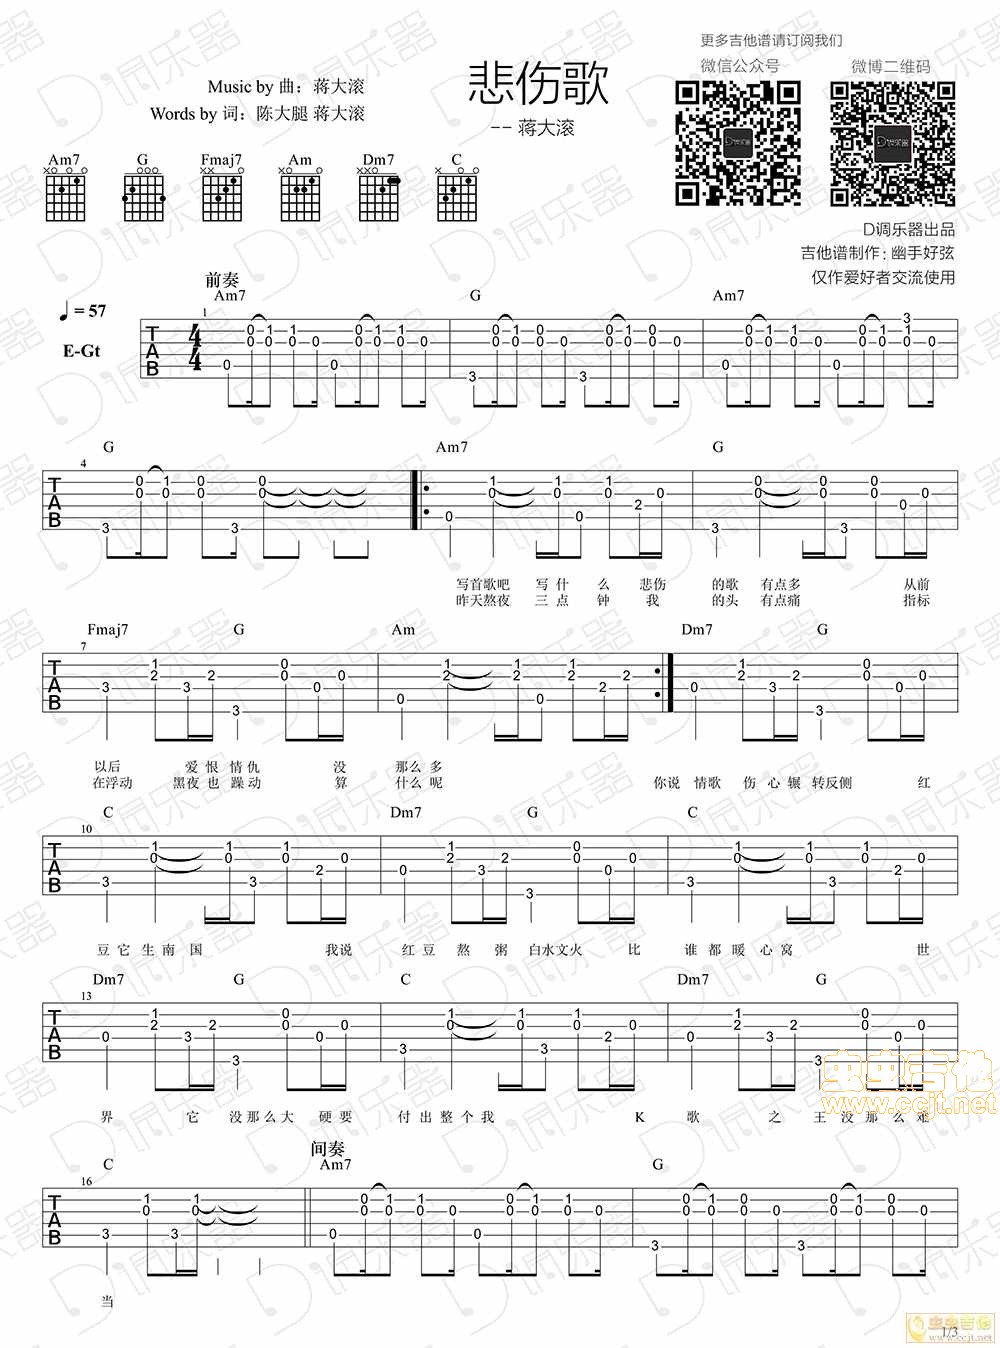 更多吉他谱请订阅我们
微信公众号 微博二维码
悲伤歌
-- 蒋大滚
Music by 曲：蒋大滚
Words by 词：陈大腿 蒋大滚
Am7 G Fmaj7 Am Dm7 C
D调乐器出品
吉他谱制作：幽手好弦
仅作爱好者交流使用
♩ = 57
E-Gt
前奏
Am7 G Am7
G Am7 G
写首歌吧 写什么 悲伤的歌 有点多 从前
昨天熬夜 三点钟 我的头 有点痛 指标
Fmaj7 G Am Dm7 G
以后 爱恨情仇 没那么多
在浮动 黑夜也躁动 算什么呢 你说 情歌 伤心辗转反侧 红
C Dm7 G C
豆它生南国 我说 红豆熬粥 白水文火 比谁都暖心窝 世
Dm7 G C Dm7 G
界 它没那么大 硬要付出整个我 K歌之王没那么难
C 间奏 Am7 G
当
D调乐器
虫虫吉他
www.ccjt.net
1/3